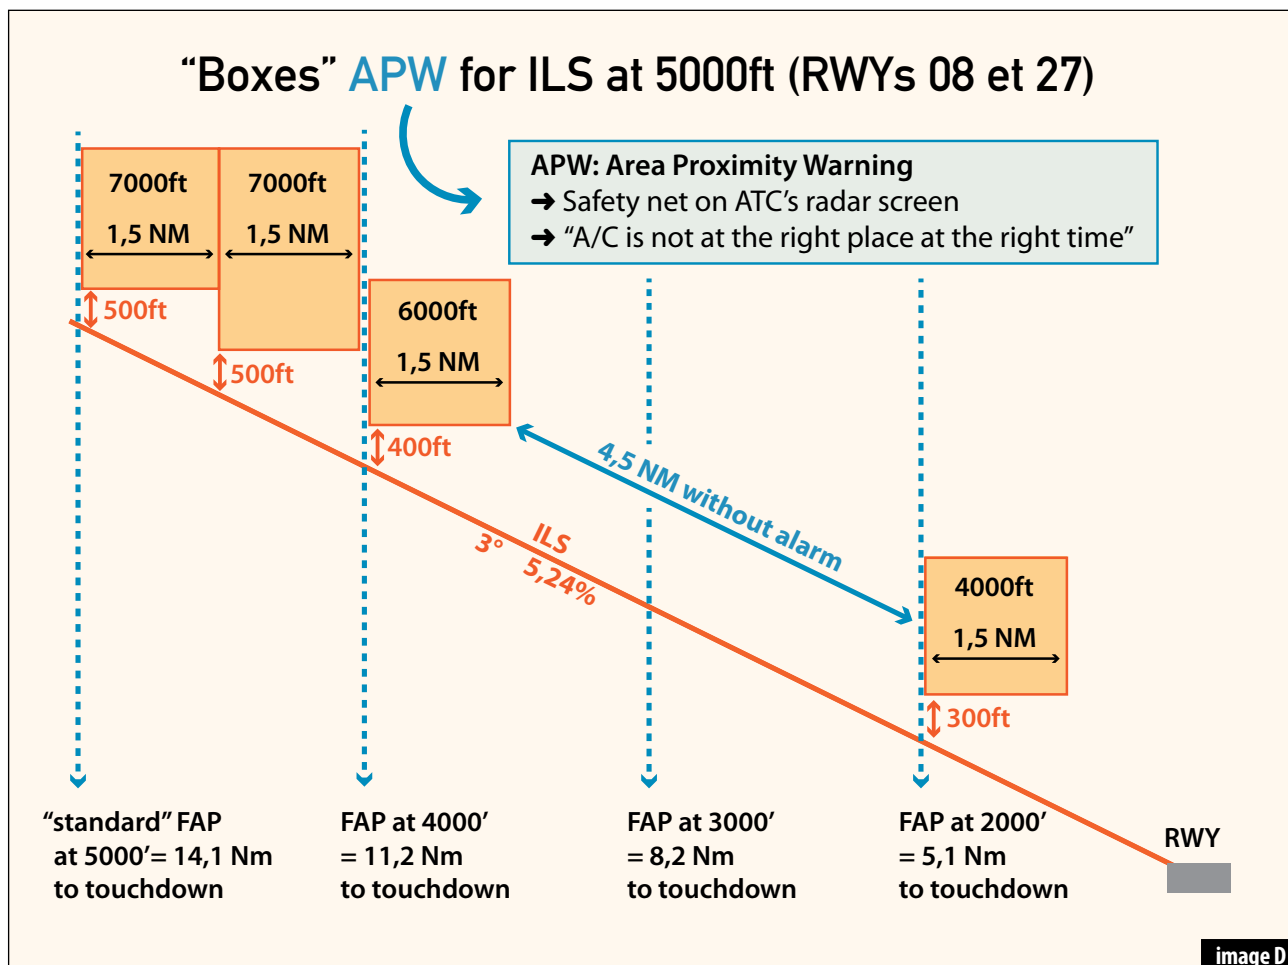 “Boxes” APW for ILS at 5000ft (RWYs 08 et 27)
APW: Area Proximity Warning
➜ Safety net on ATC’s radar screen
➜ “A/C is not at the right place at the right time”
7000ft
1,5 NM
500ft
7000ft
1,5 NM
500ft
6000ft
1,5 NM
400ft
4,5 NM without alarm
ILS
3° 5,24%
4000ft
1,5 NM
300ft
“standard” FAP
at 5000’= 14,1 Nm
to touchdown
FAP at 4000’
= 11,2 Nm
to touchdown
FAP at 3000’
= 8,2 Nm
to touchdown
FAP at 2000’
= 5,1 Nm
to touchdown
RWY
image D